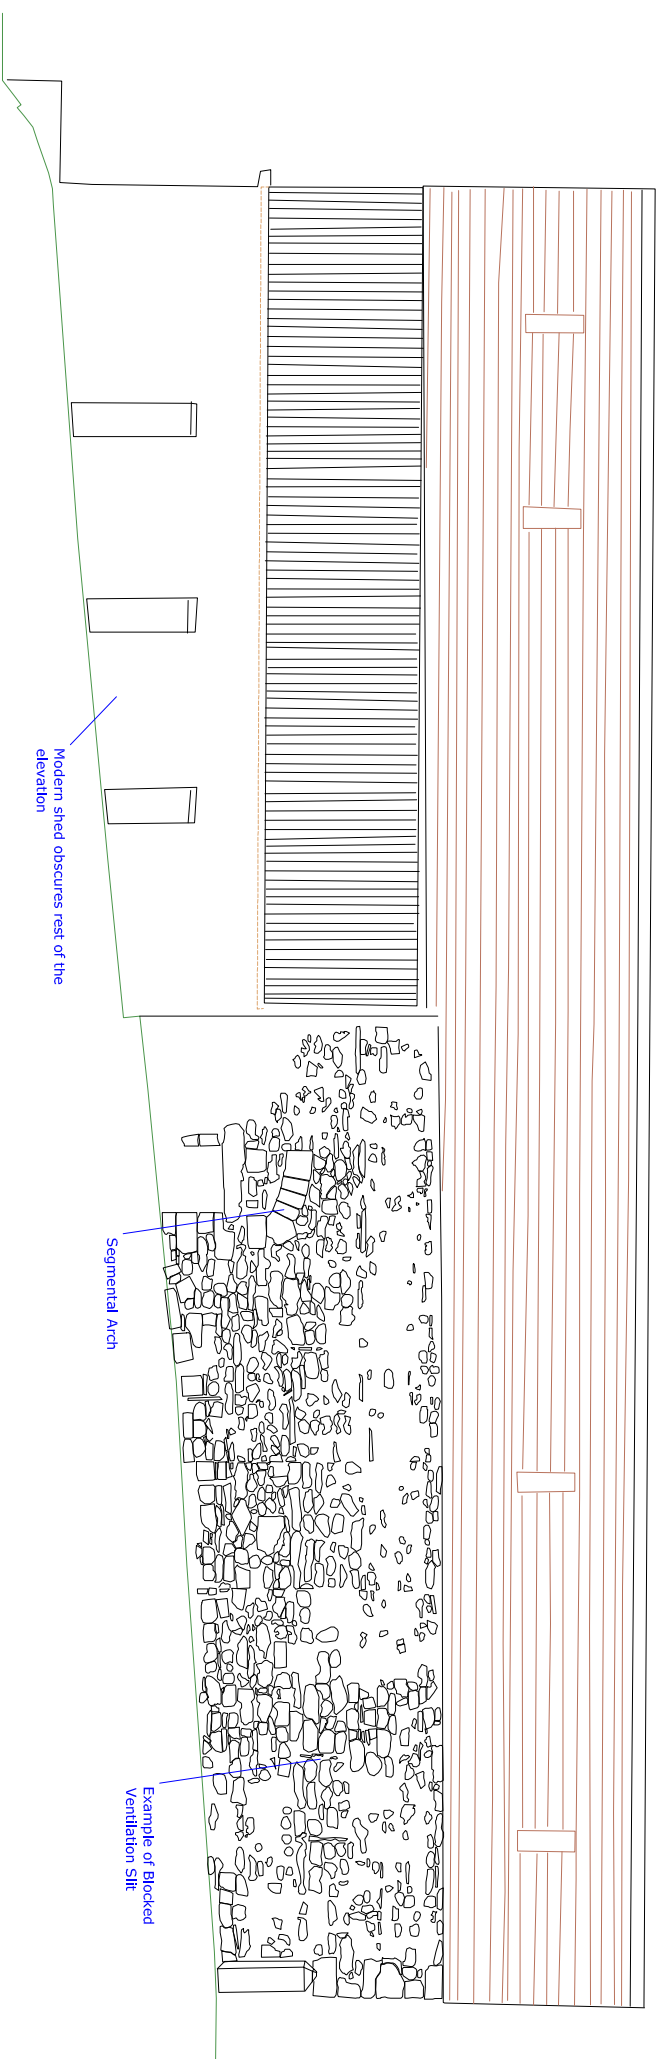 Modern shed obscures rest of the
elevation
Segmental Arch
Example of Blocked
Ventilation Slit